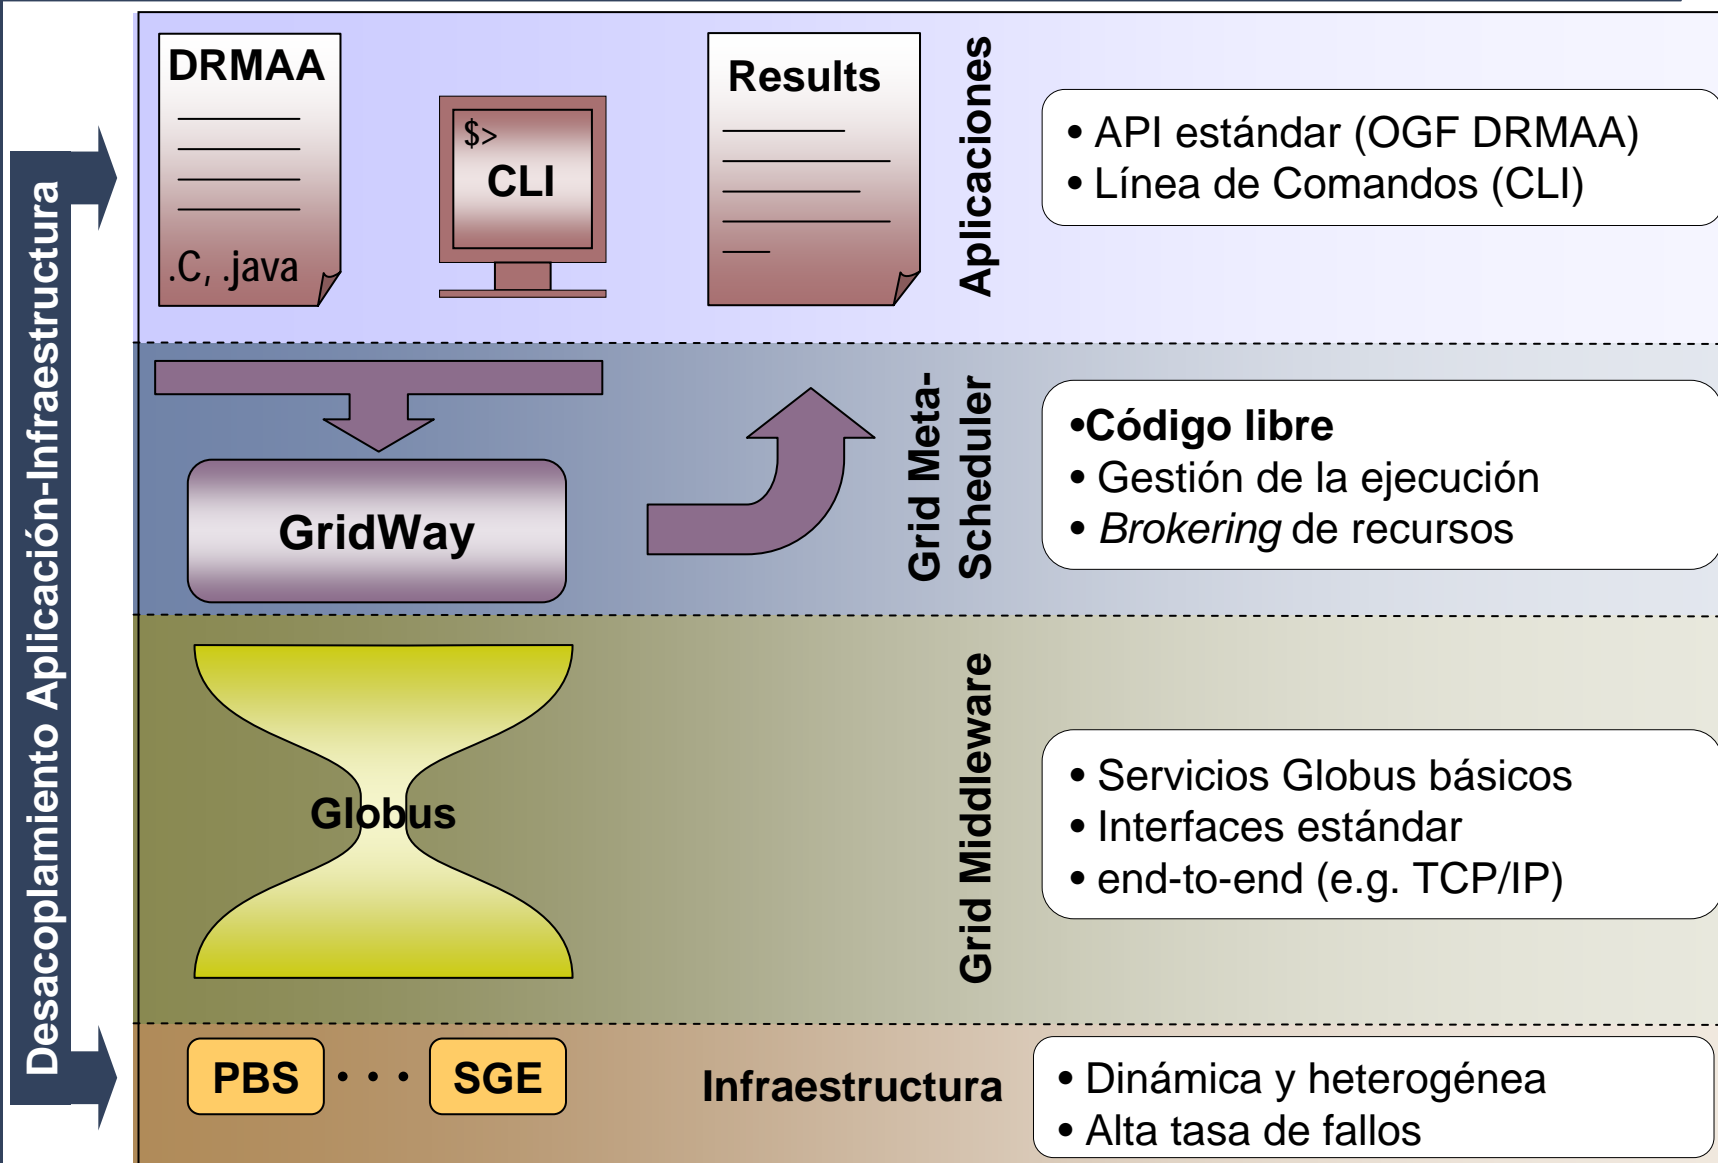 Desacoplamiento Aplicación-Infraestructura
DRMAA
.C, .java
$>
CLI
Results
Aplicaciones
• API estándar (OGF DRMAA)
• Línea de Comandos (CLI)
GridWay
Grid Meta-
Scheduler
•Código libre
• Gestión de la ejecución
• Brokering de recursos
Globus
Grid Middleware
• Servicios Globus básicos
• Interfaces estándar
• end-to-end (e.g. TCP/IP)
PBS
. . .
SGE
Infraestructura
• Dinámica y heterogénea
• Alta tasa de fallos